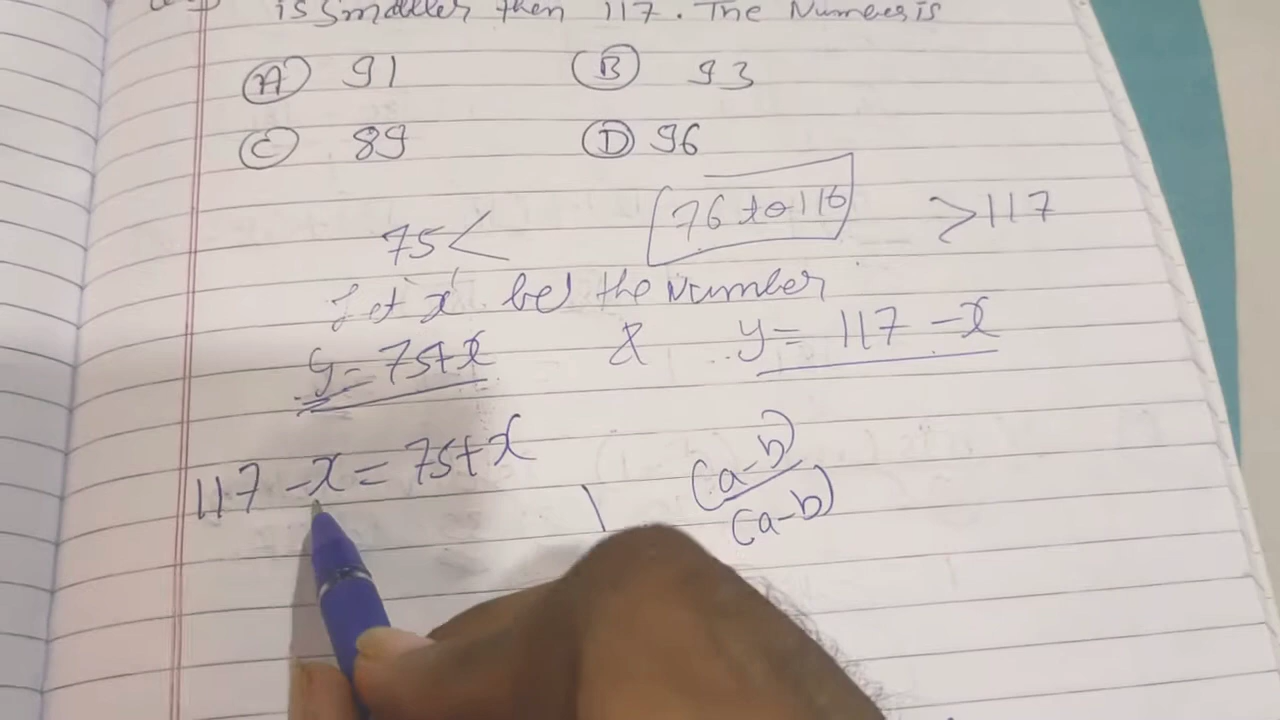 is smaller then 117. The Number is
(A) 91 (B) 93
(C) 89 (D) 96
75 < 76 to 116 > 117
Let x be the Number
y = 75+x & y = 117 - x
117 - x = 75+x
(a-b)
(a-b)